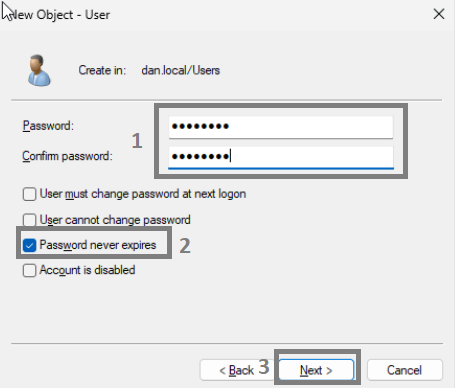 New Object - User
Create in: dan.local/Users
Password: ••••••••
1
Confirm password: ••••••••
User must change password at next logon
User cannot change password
Password never expires 2
Account is disabled
< Back 3 Next > Cancel